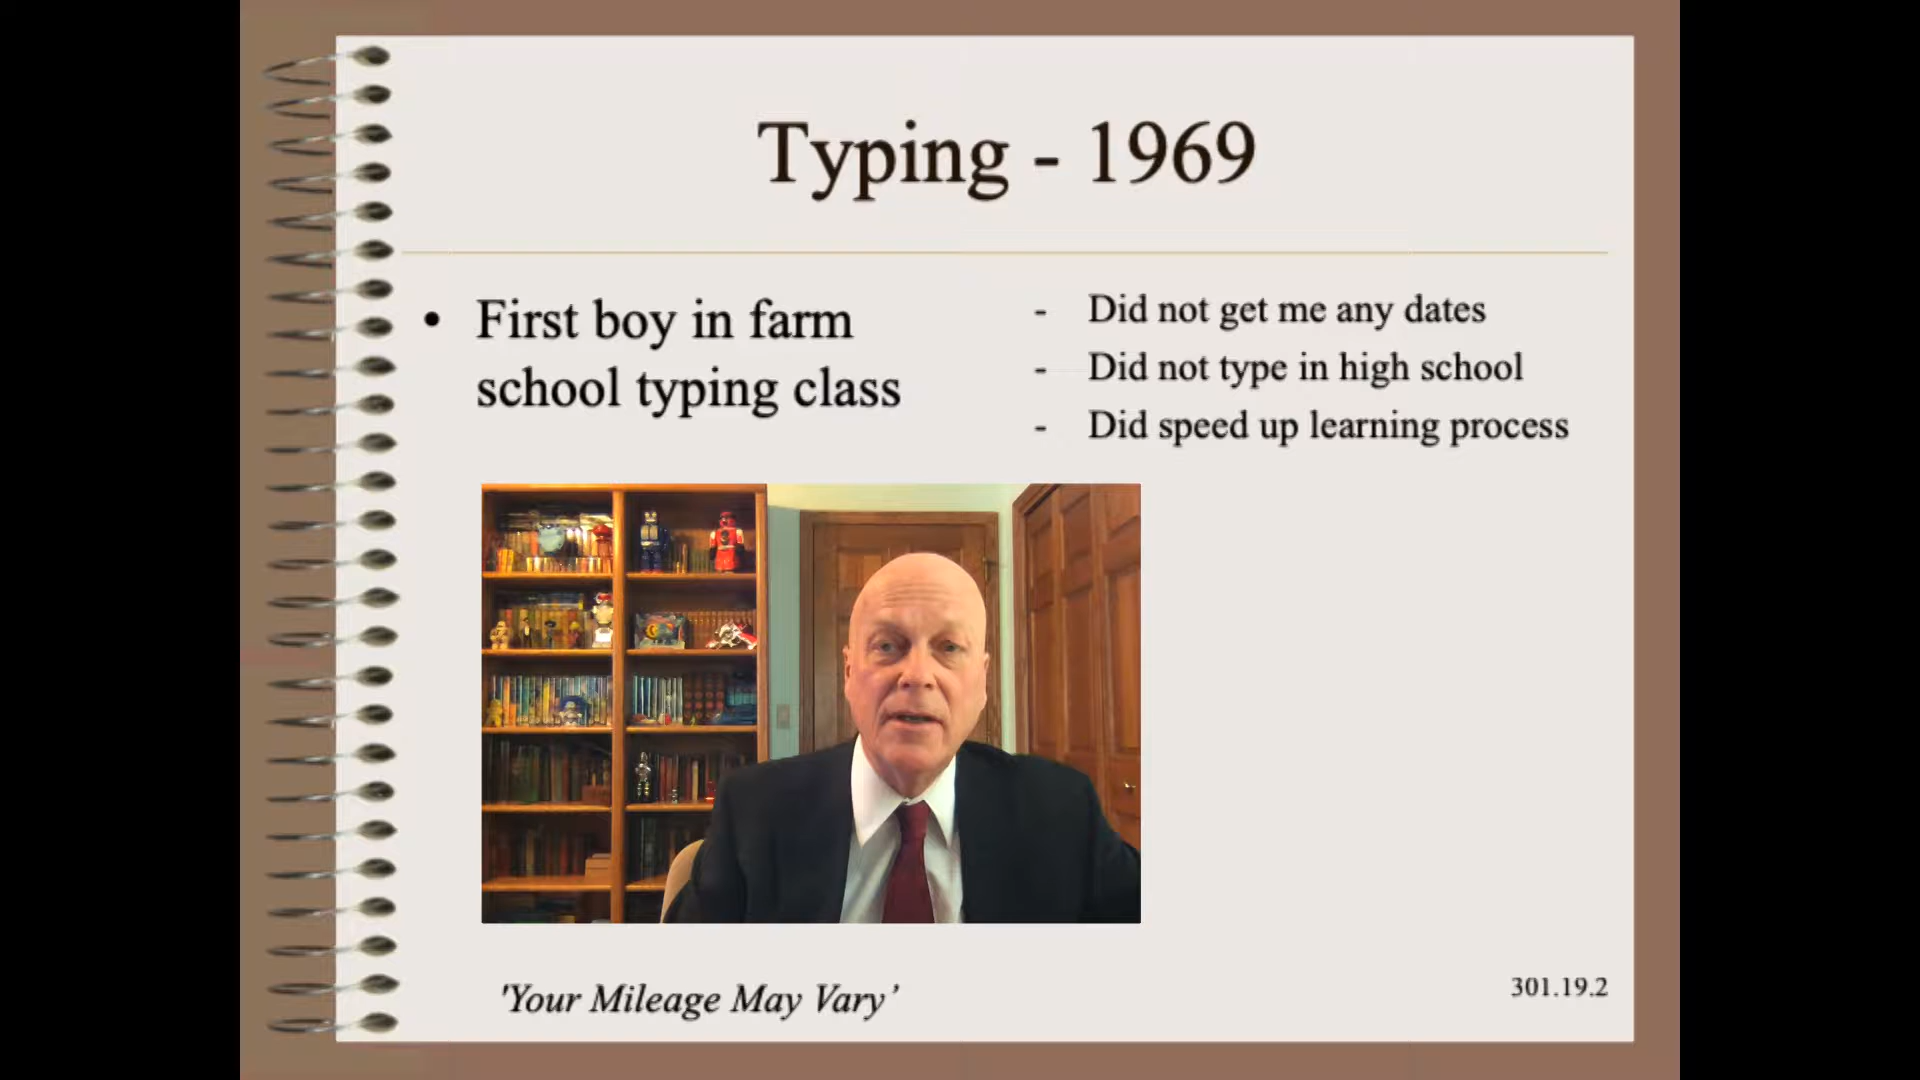 Typing - 1969
• First boy in farm
school typing class
- Did not get me any dates
- Did not type in high school
- Did speed up learning process
'Your Mileage May Vary’
301.19.2